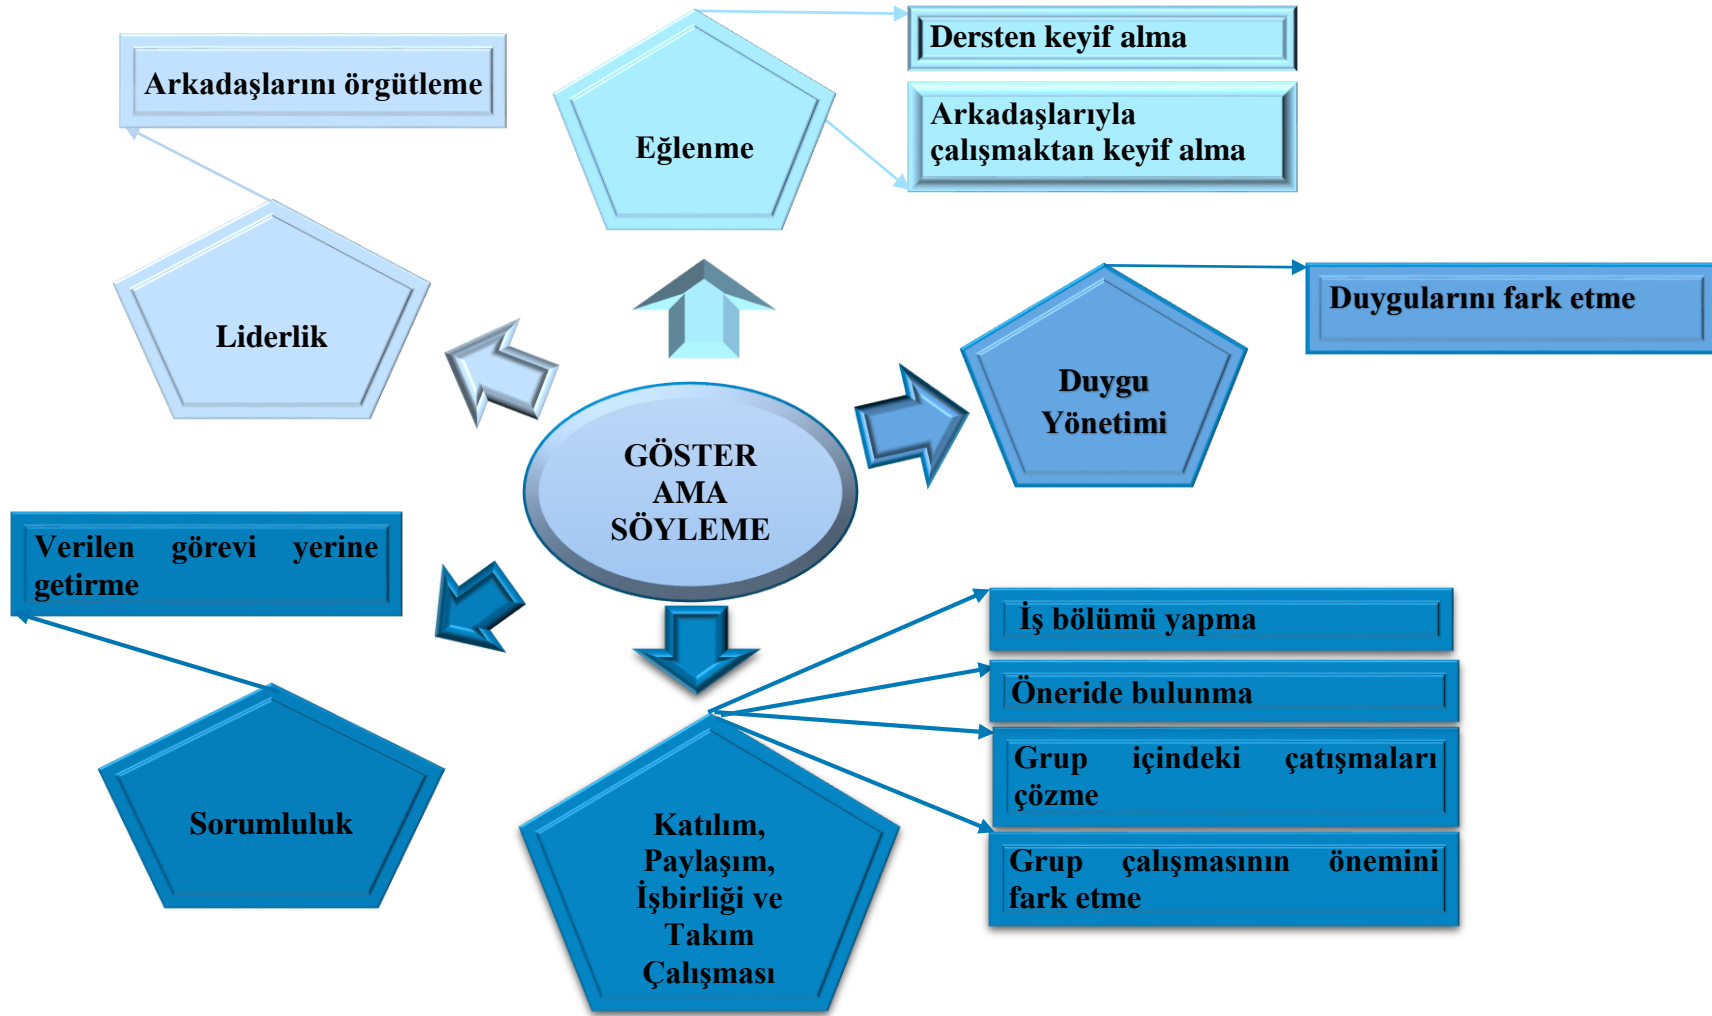 Arkadaşlarını örgütleme
Eğlenme
Dersten keyif alma
Arkadaşlarıyla
çalışmaktan keyif alma
Liderlik
Duygu
Yönetimi
Duygularını fark etme
GÖSTER
AMA
SÖYLEME
Verilen görevi yerine
getirme
Sorumluluk
Katılım,
Paylaşım,
İşbirliği ve
Takım
Çalışması
İş bölümü yapma
Öneride bulunma
Grup içindeki çatışmaları
çözme
Grup çalışmasının önemini
fark etme